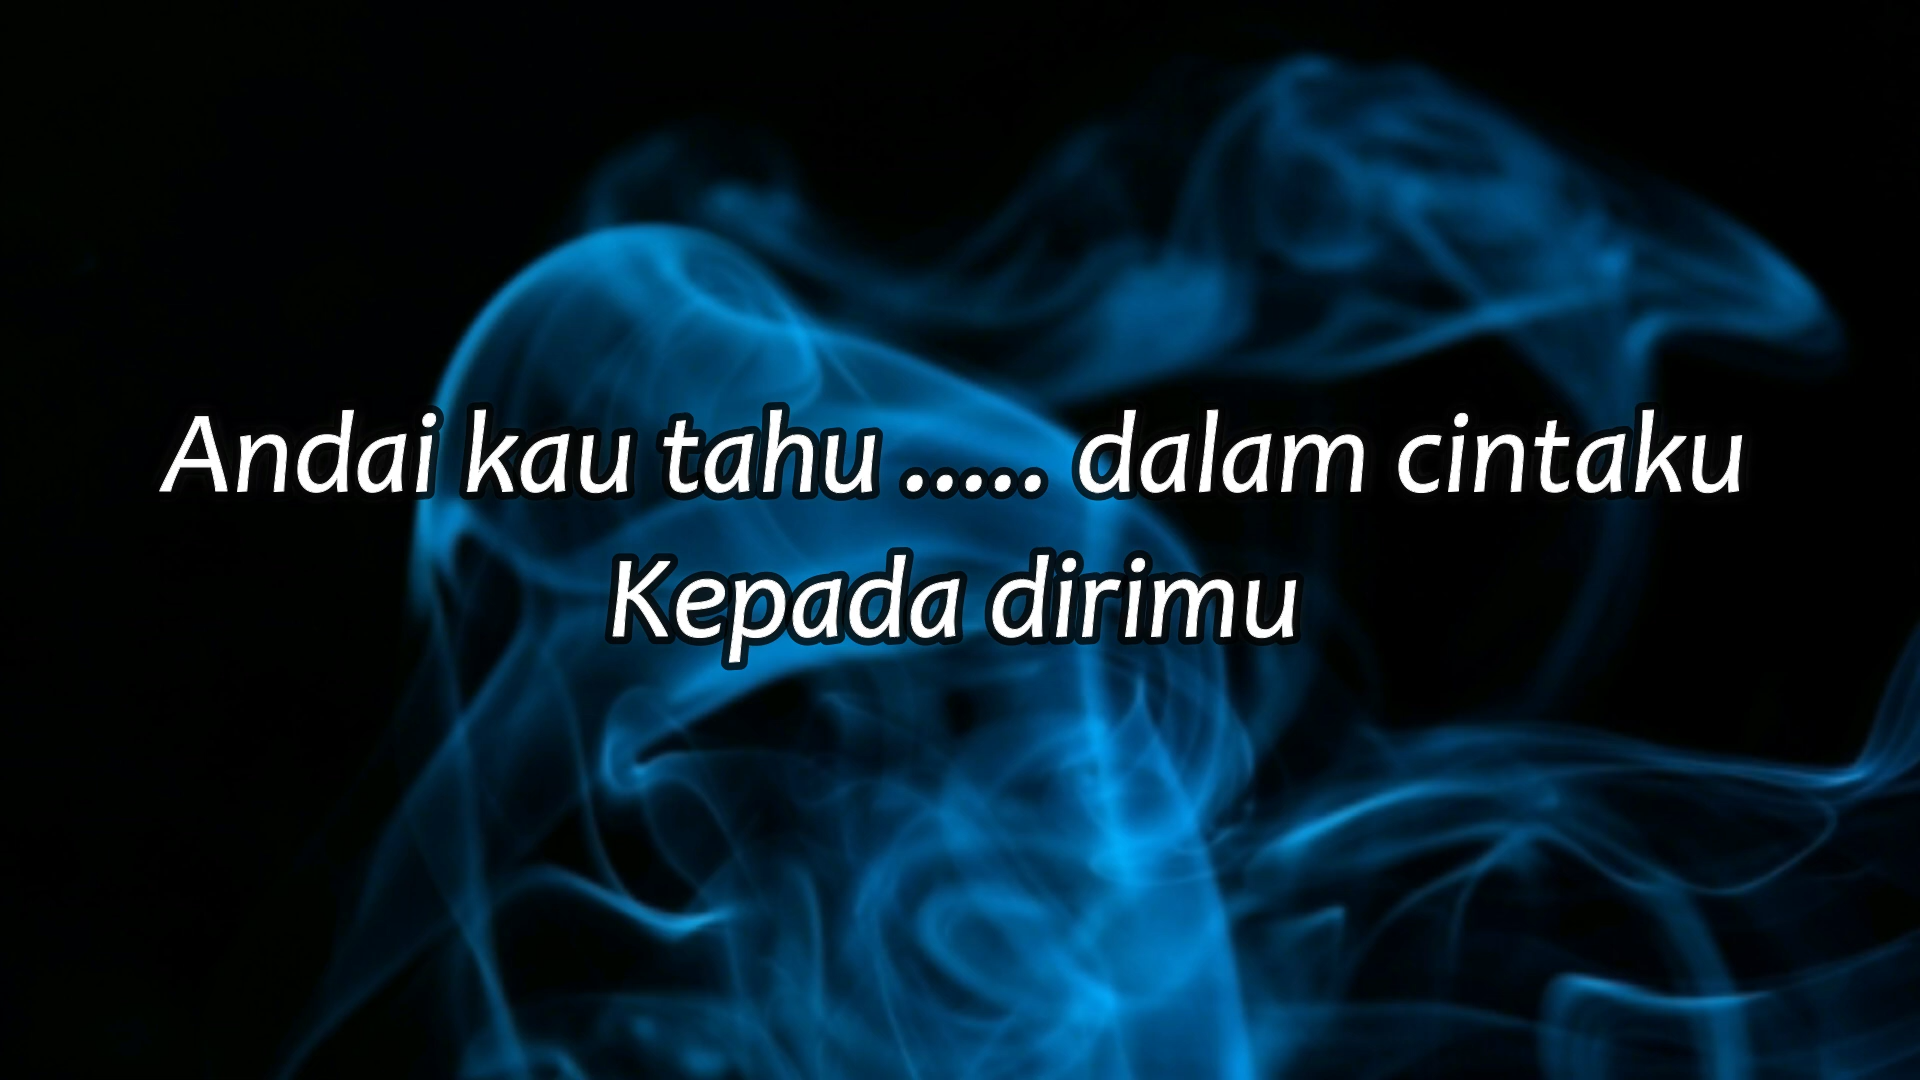 Andai kau tahu ..... dalam cintaku
Kepada dirimu